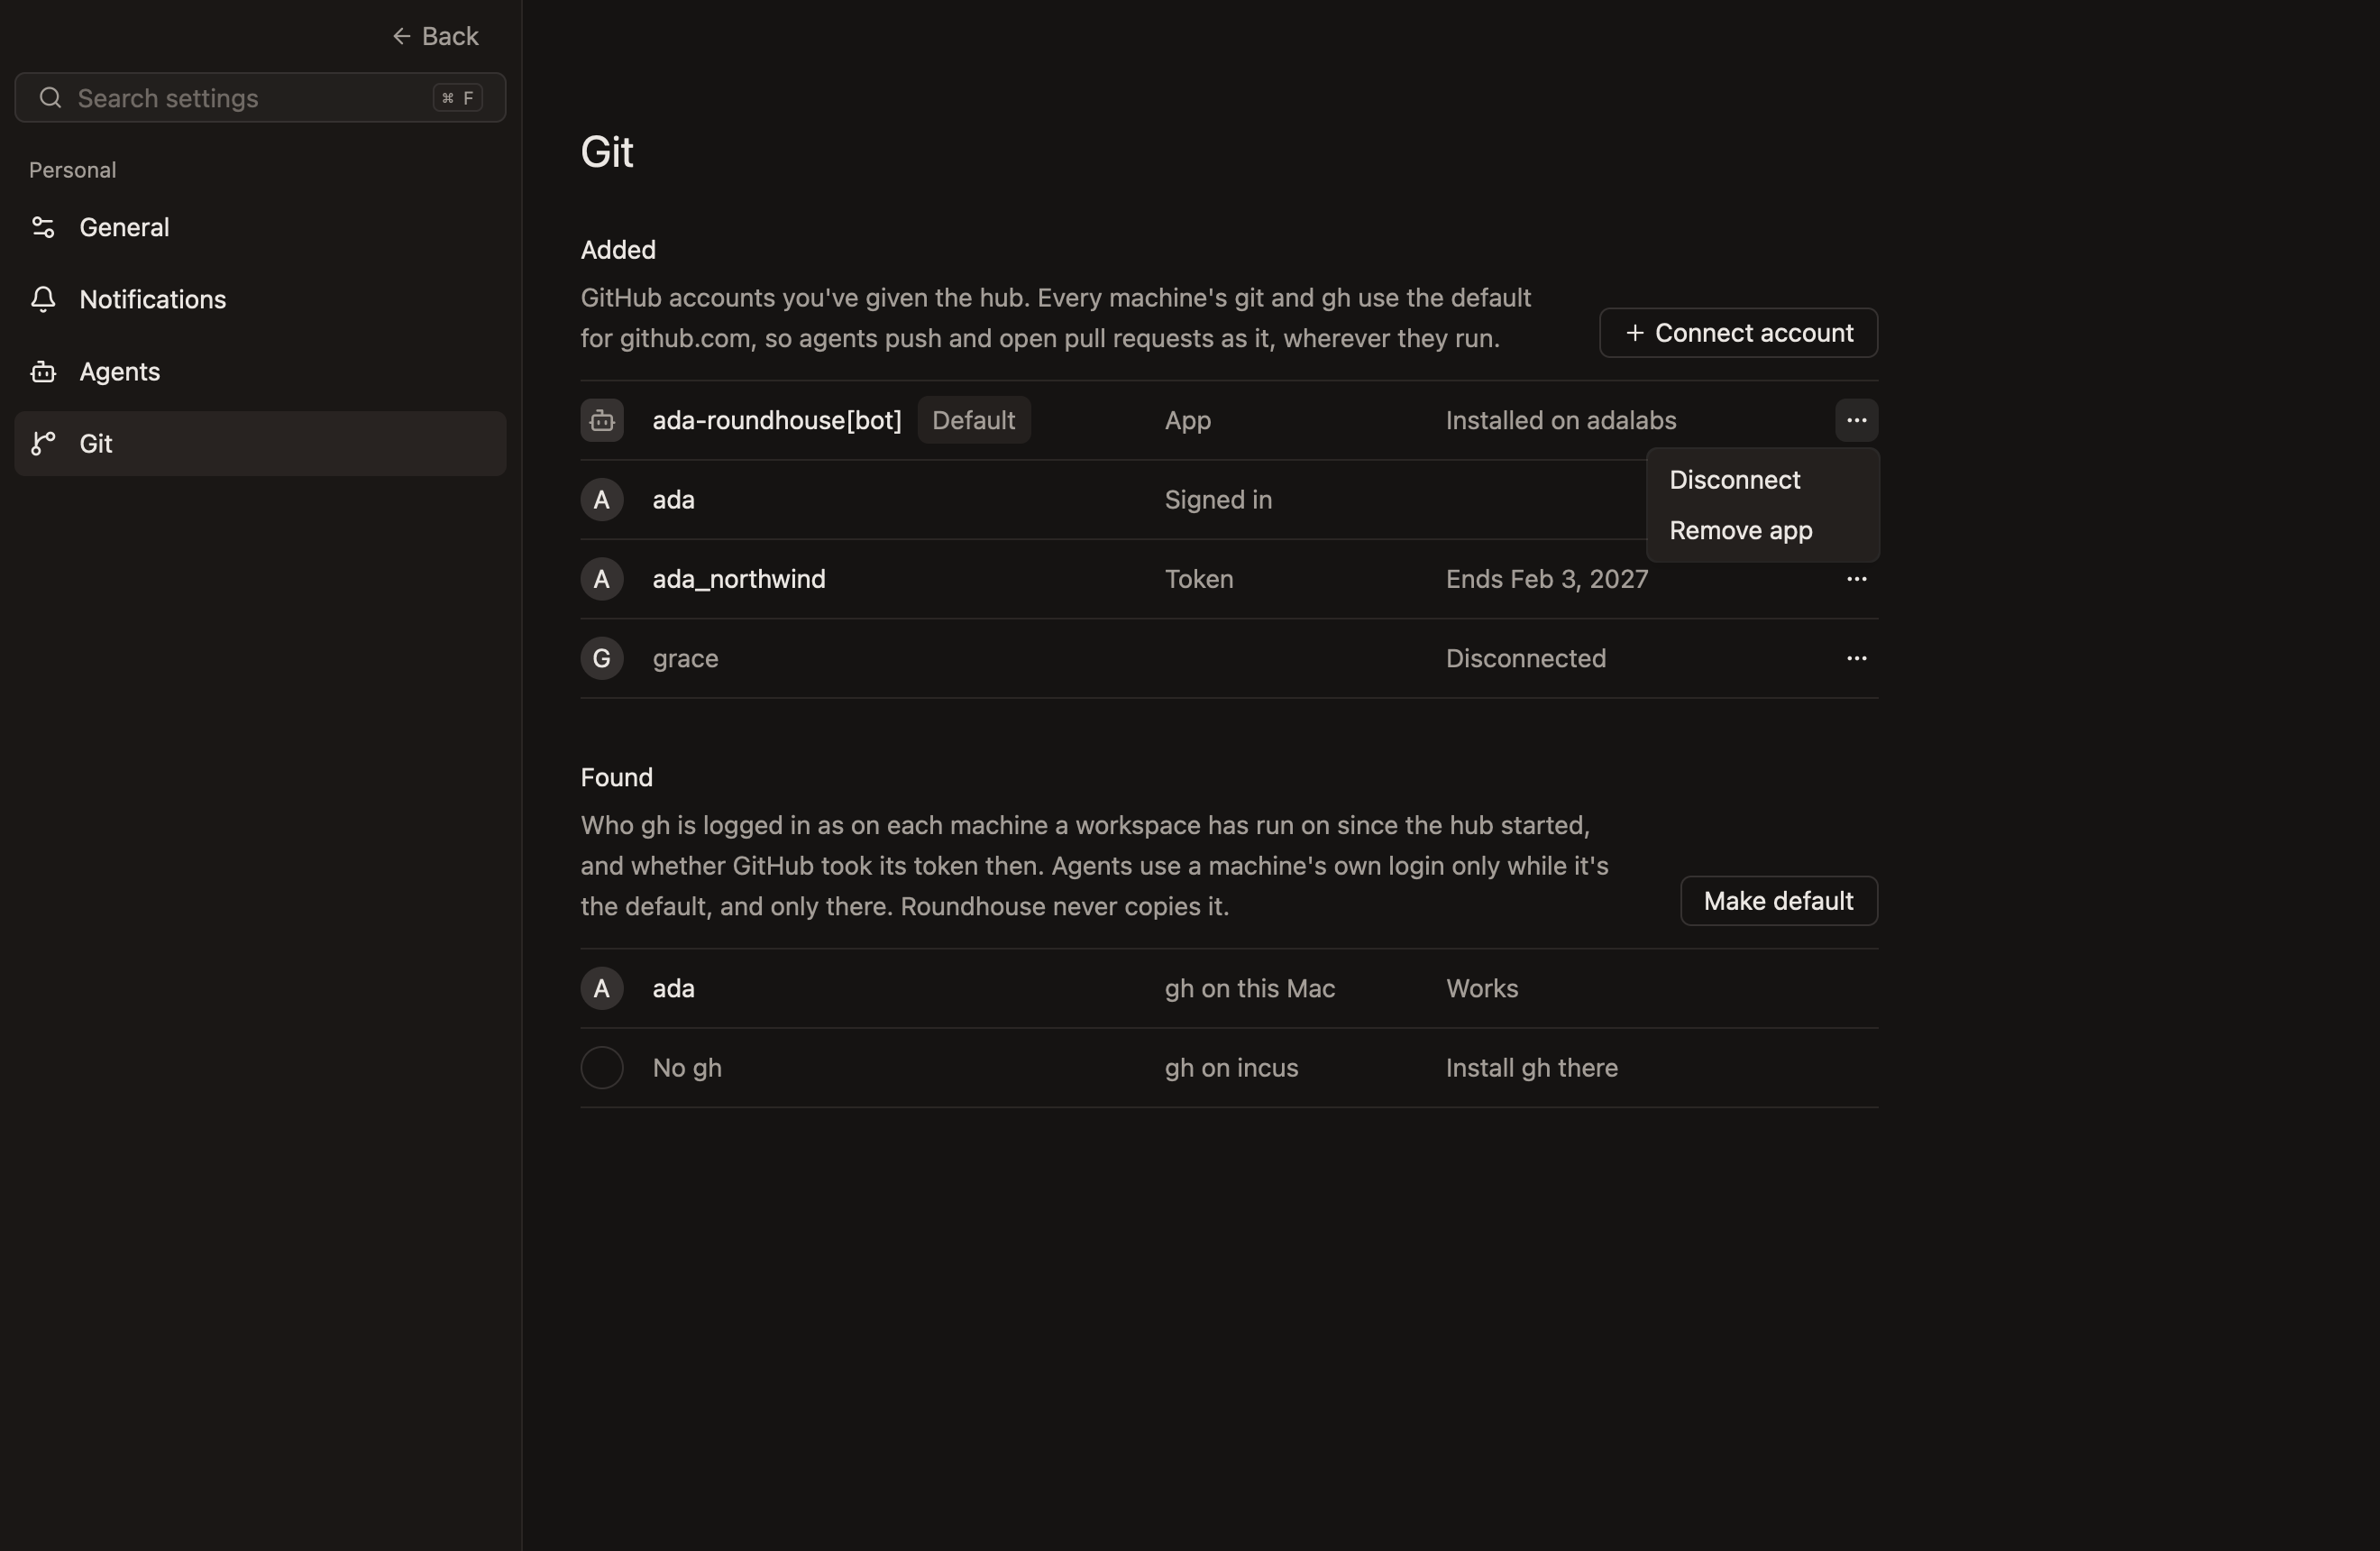 ← Back
Search settings ⌘ F
Personal
General
Notifications
Agents
Git
Git
Added
GitHub accounts you've given the hub. Every machine's git and gh use the default
for github.com, so agents push and open pull requests as it, wherever they run.
+ Connect account
ada-roundhouse[bot] Default App Installed on adalabs ···
Disconnect
Remove app
A ada Signed in
A ada_northwind Token Ends Feb 3, 2027 ···
G grace Disconnected ···
Found
Who gh is logged in as on each machine a workspace has run on since the hub started,
and whether GitHub took its token then. Agents use a machine's own login only while it's
the default, and only there. Roundhouse never copies it.
Make default
A ada gh on this Mac Works
No gh gh on incus Install gh there